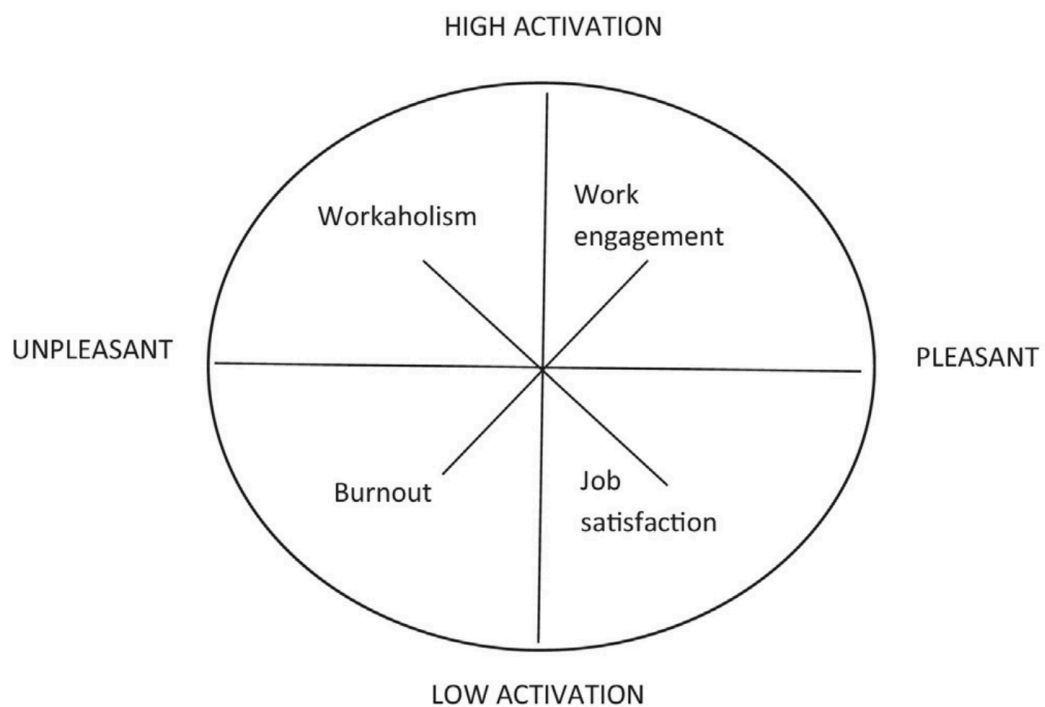 HIGH ACTIVATION
Workaholism
Work
engagement
UNPLEASANT
PLEASANT
Burnout
Job
satisfaction
LOW ACTIVATION